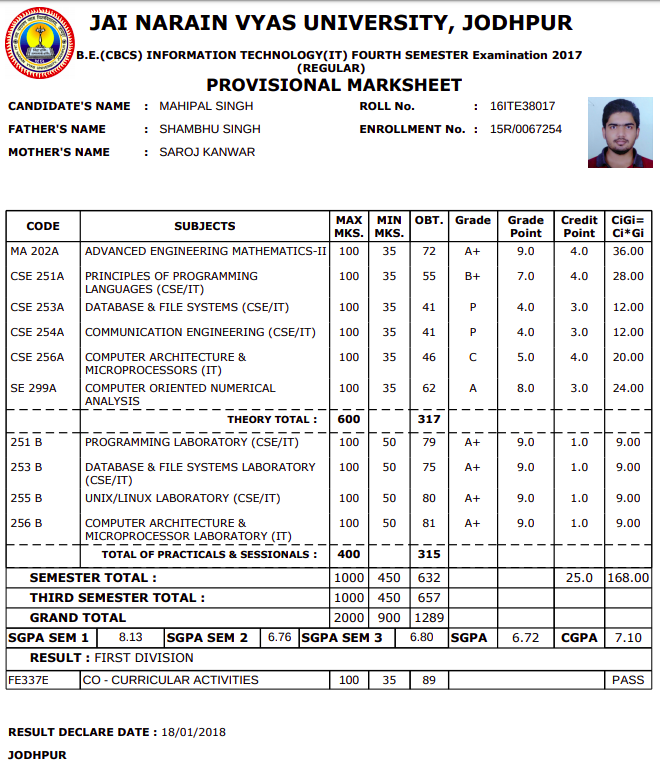 JAI NARAIN VYAS UNIVERSITY, JODHPUR
B.E.(CBCS) INFORMATION TECHNOLOGY(IT) FOURTH SEMESTER Examination 2017
(REGULAR)
PROVISIONAL MARKSHEET
CANDIDATE'S NAME : MAHIPAL SINGH ROLL No. : 16ITE38017
FATHER'S NAME : SHAMBHU SINGH ENROLLMENT No. : 15R/0067254
MOTHER'S NAME : SAROJ KANWAR
CODE SUBJECTS MAX MKS. MIN MKS. OBT. Grade Grade Point Credit Point CiGi= Ci*Gi
MA 202A ADVANCED ENGINEERING MATHEMATICS-II 100 35 72 A+ 9.0 4.0 36.00
CSE 251A PRINCIPLES OF PROGRAMMING 100 35 55 B+ 7.0 4.0 28.00
LANGUAGES (CSE/IT)
CSE 253A DATABASE & FILE SYSTEMS (CSE/IT) 100 35 41 P 4.0 3.0 12.00
CSE 254A COMMUNICATION ENGINEERING (CSE/IT) 100 35 41 P 4.0 3.0 12.00
CSE 256A COMPUTER ARCHITECTURE & 100 35 46 C 5.0 4.0 20.00
MICROPROCESSORS (IT)
SE 299A COMPUTER ORIENTED NUMERICAL 100 35 62 A 8.0 3.0 24.00
ANALYSIS
THEORY TOTAL : 600 317
251 B PROGRAMMING LABORATORY (CSE/IT) 100 50 79 A+ 9.0 1.0 9.00
253 B DATABASE & FILE SYSTEMS LABORATORY 100 50 75 A+ 9.0 1.0 9.00
(CSE/IT)
255 B UNIX/LINUX LABORATORY (CSE/IT) 100 50 80 A+ 9.0 1.0 9.00
256 B COMPUTER ARCHITECTURE & 100 50 81 A+ 9.0 1.0 9.00
MICROPROCESSOR LABORATORY (IT)
TOTAL OF PRACTICALS & SESSIONALS : 400 315
SEMESTER TOTAL : 1000 450 632 25.0 168.00
THIRD SEMESTER TOTAL : 1000 450 657
GRAND TOTAL 2000 900 1289
SGPA SEM 1 8.13 SGPA SEM 2 6.76 SGPA SEM 3 6.80 SGPA 6.72 CGPA 7.10
RESULT : FIRST DIVISION
FE337E CO - CURRICULAR ACTIVITIES 100 35 89 PASS
RESULT DECLARE DATE : 18/01/2018
JODHPUR